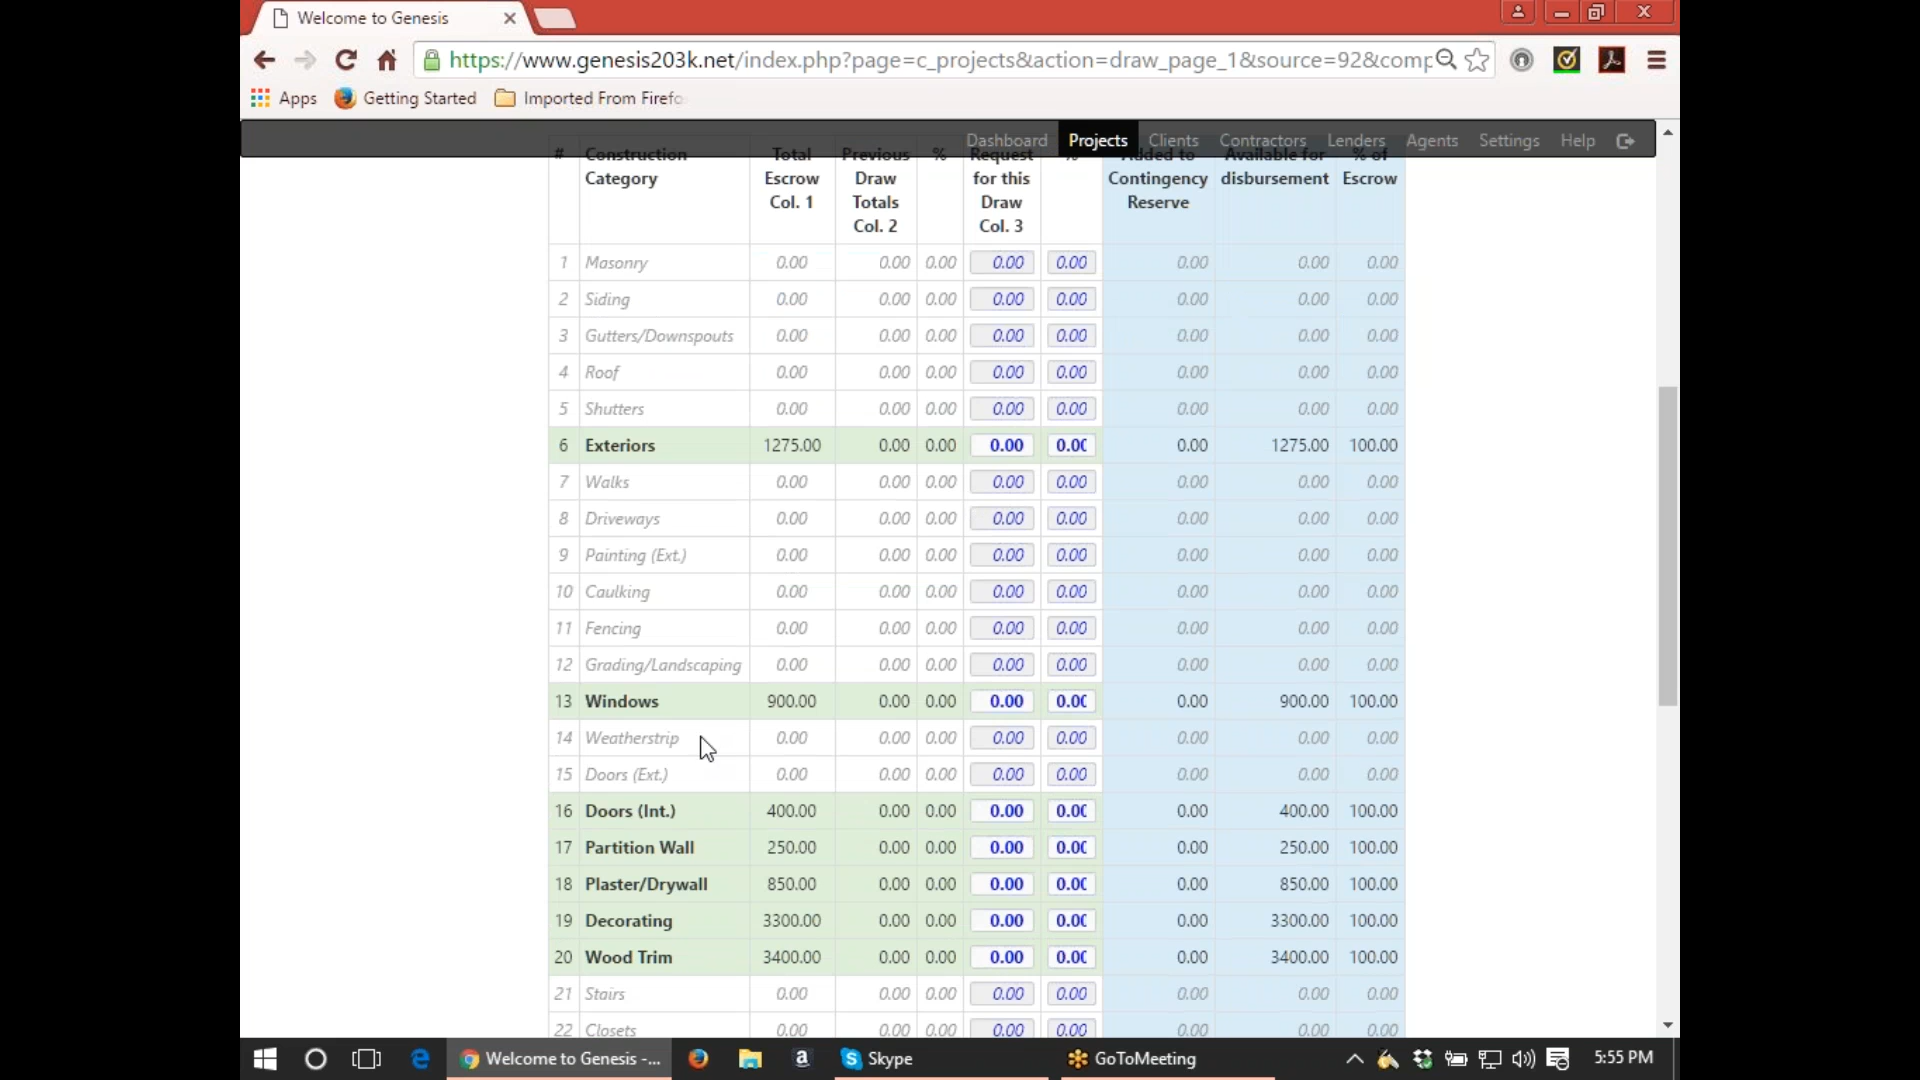 Welcome to Genesis
https://www.genesis203k.net/index.php?page=c_projects&action=draw_page_1&source=92&comp
Apps Getting Started Imported From Firefo
Dashboard Projects Clients Contractors Lenders Agents Settings Help
# Construction Category Total Escrow Col. 1 Previous Draw Totals Col. 2 % Request for this Draw Col. 3 % Added to Contingency Reserve Available for disbursement % of Escrow
1 Masonry 0.00 0.00 0.00 0.00 0.00 0.00 0.00 0.00
2 Siding 0.00 0.00 0.00 0.00 0.00 0.00 0.00 0.00
3 Gutters/Downspouts 0.00 0.00 0.00 0.00 0.00 0.00 0.00 0.00
4 Roof 0.00 0.00 0.00 0.00 0.00 0.00 0.00 0.00
5 Shutters 0.00 0.00 0.00 0.00 0.00 0.00 0.00 0.00
6 Exteriors 1275.00 0.00 0.00 0.00 0.00 0.00 1275.00 100.00
7 Walks 0.00 0.00 0.00 0.00 0.00 0.00 0.00 0.00
8 Driveways 0.00 0.00 0.00 0.00 0.00 0.00 0.00 0.00
9 Painting (Ext.) 0.00 0.00 0.00 0.00 0.00 0.00 0.00 0.00
10 Caulking 0.00 0.00 0.00 0.00 0.00 0.00 0.00 0.00
11 Fencing 0.00 0.00 0.00 0.00 0.00 0.00 0.00 0.00
12 Grading/Landscaping 0.00 0.00 0.00 0.00 0.00 0.00 0.00 0.00
13 Windows 900.00 0.00 0.00 0.00 0.00 0.00 900.00 100.00
14 Weatherstrip 0.00 0.00 0.00 0.00 0.00 0.00 0.00 0.00
15 Doors (Ext.) 0.00 0.00 0.00 0.00 0.00 0.00 0.00 0.00
16 Doors (Int.) 400.00 0.00 0.00 0.00 0.00 0.00 400.00 100.00
17 Partition Wall 250.00 0.00 0.00 0.00 0.00 0.00 250.00 100.00
18 Plaster/Drywall 850.00 0.00 0.00 0.00 0.00 0.00 850.00 100.00
19 Decorating 3300.00 0.00 0.00 0.00 0.00 0.00 3300.00 100.00
20 Wood Trim 3400.00 0.00 0.00 0.00 0.00 0.00 3400.00 100.00
21 Stairs 0.00 0.00 0.00 0.00 0.00 0.00 0.00 0.00
22 Closets 0.00 0.00 0.00 0.00 0.00 0.00 0.00 0.00
Welcome to Genesis -... Skype GoToMeeting 5:55 PM